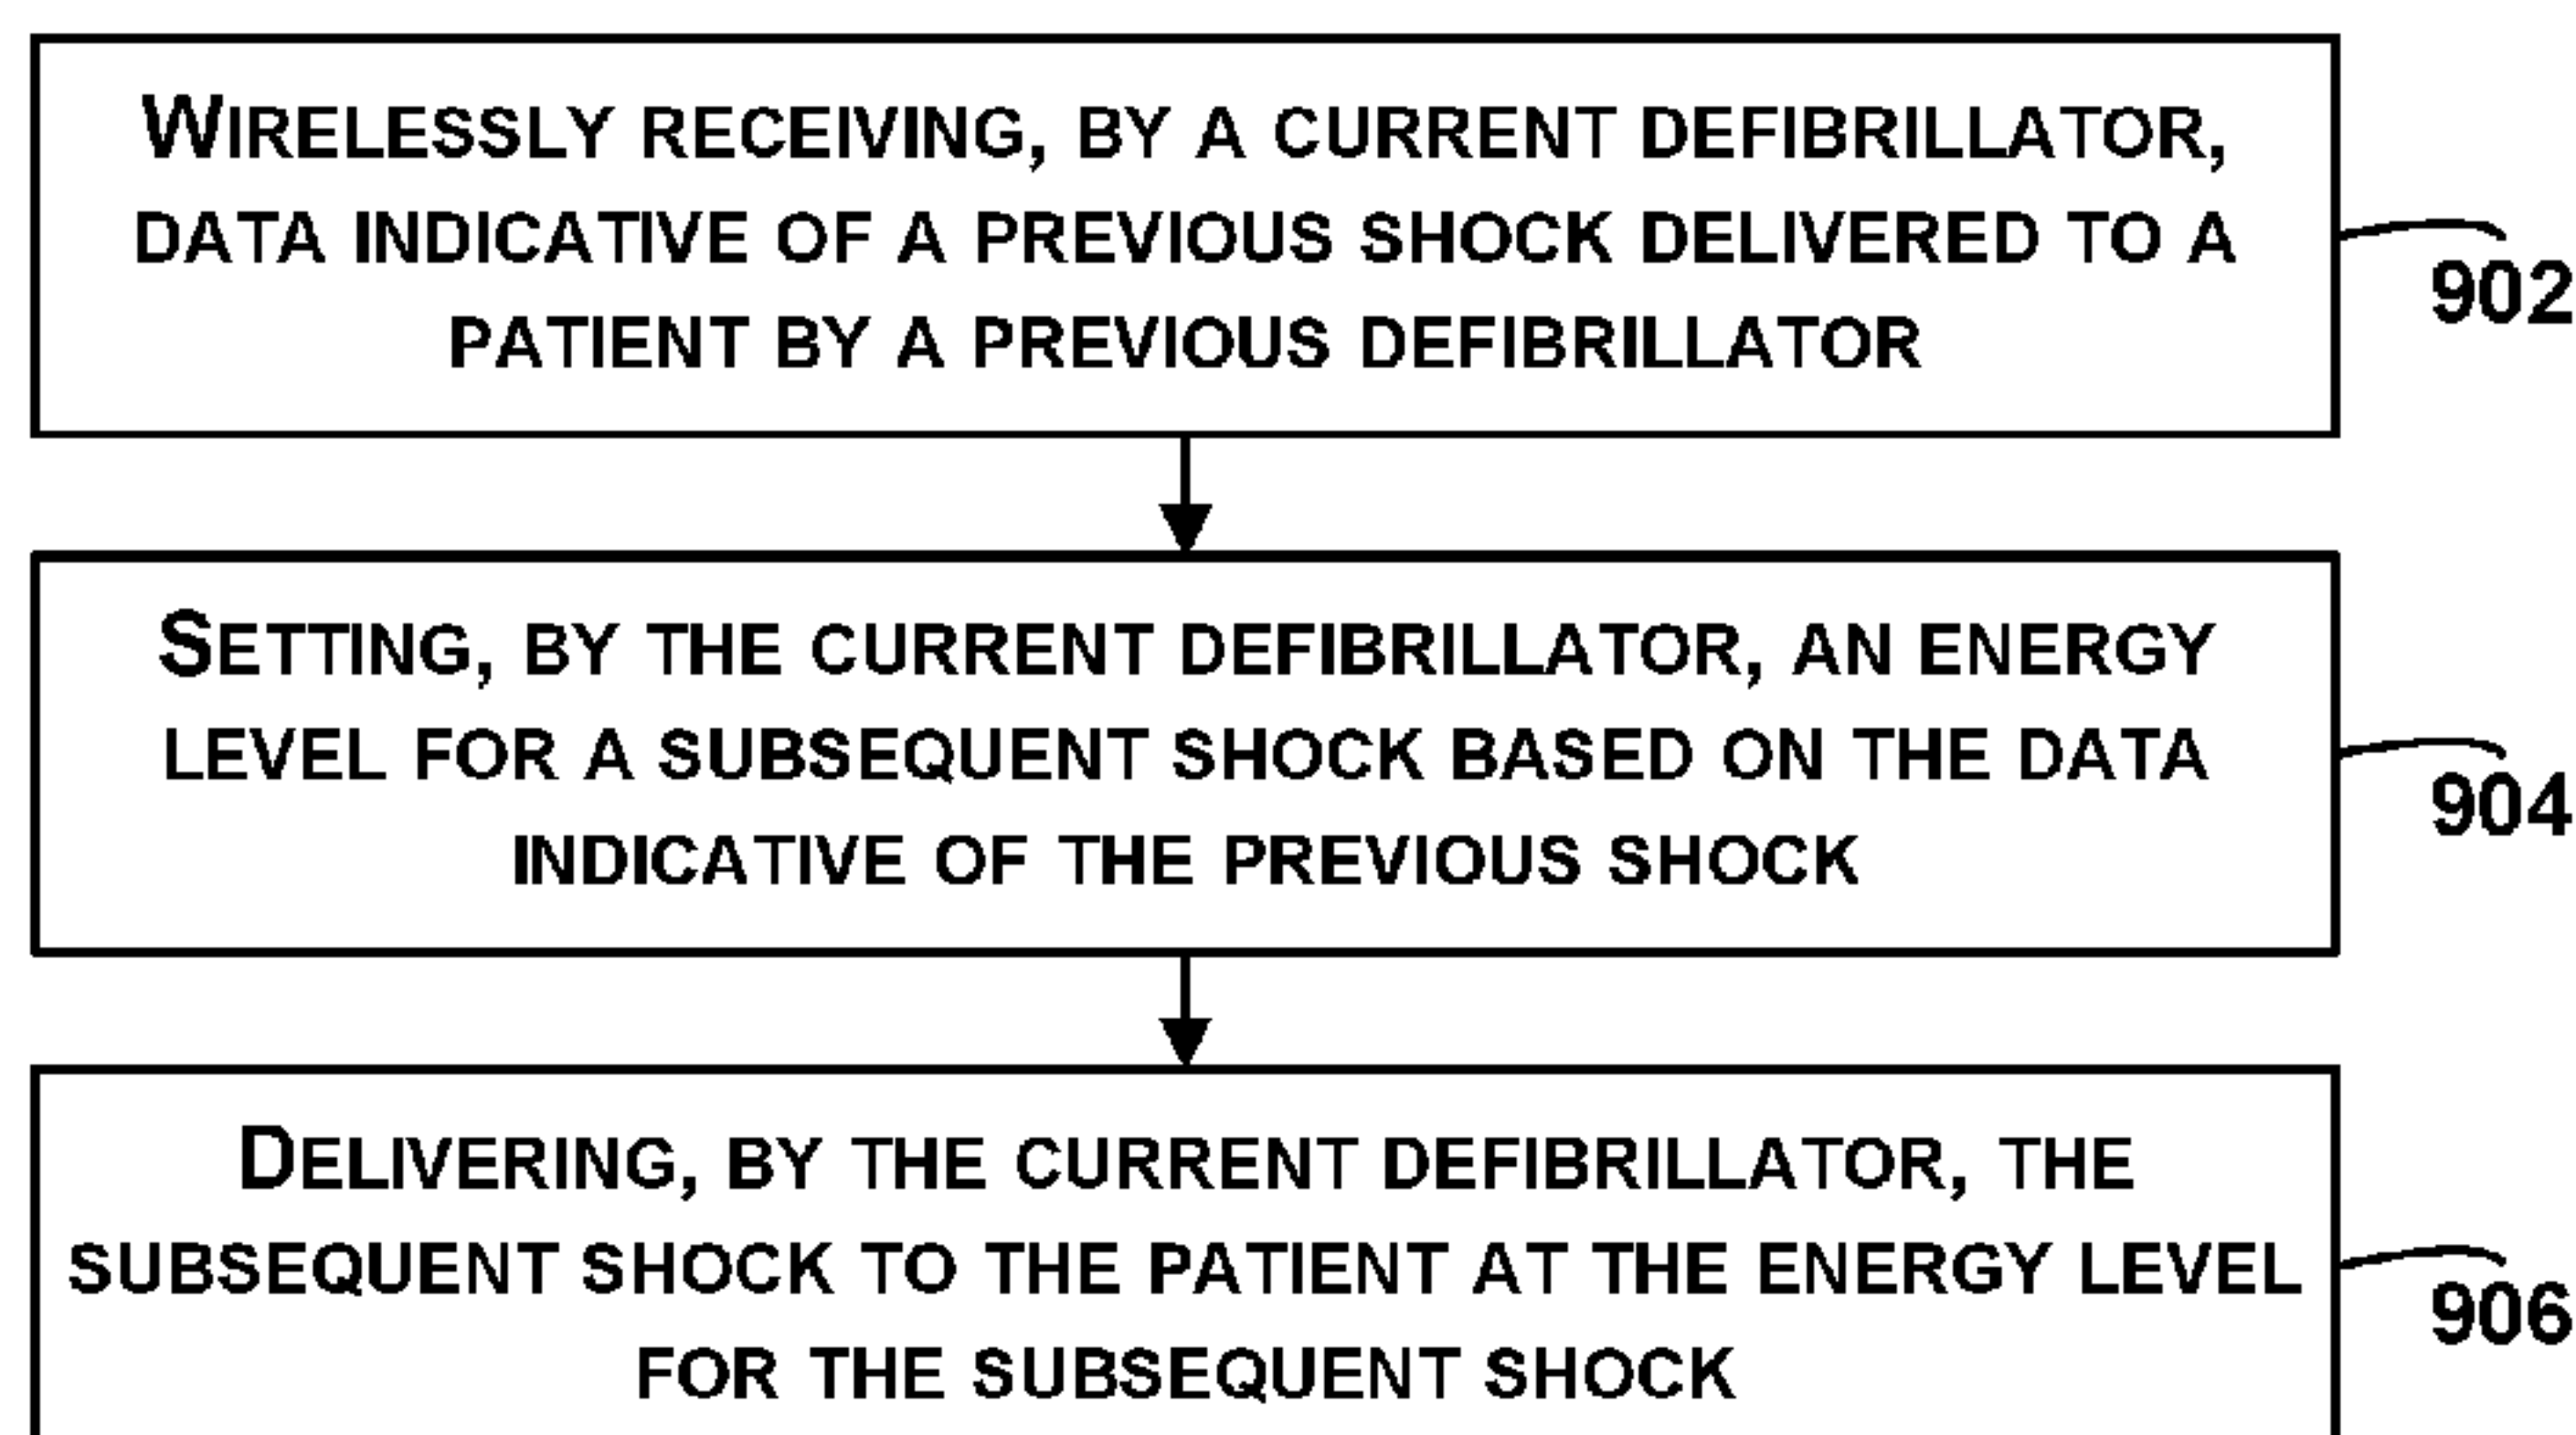 WIRELESSLY RECEIVING, BY A CURRENT DEFIBRILLATOR,
DATA INDICATIVE OF A PREVIOUS SHOCK DELIVERED TO A
PATIENT BY A PREVIOUS DEFIBRILLATOR
902
SETTING, BY THE CURRENT DEFIBRILLATOR, AN ENERGY
LEVEL FOR A SUBSEQUENT SHOCK BASED ON THE DATA
INDICATIVE OF THE PREVIOUS SHOCK
904
DELIVERING, BY THE CURRENT DEFIBRILLATOR, THE
SUBSEQUENT SHOCK TO THE PATIENT AT THE ENERGY LEVEL
FOR THE SUBSEQUENT SHOCK
906